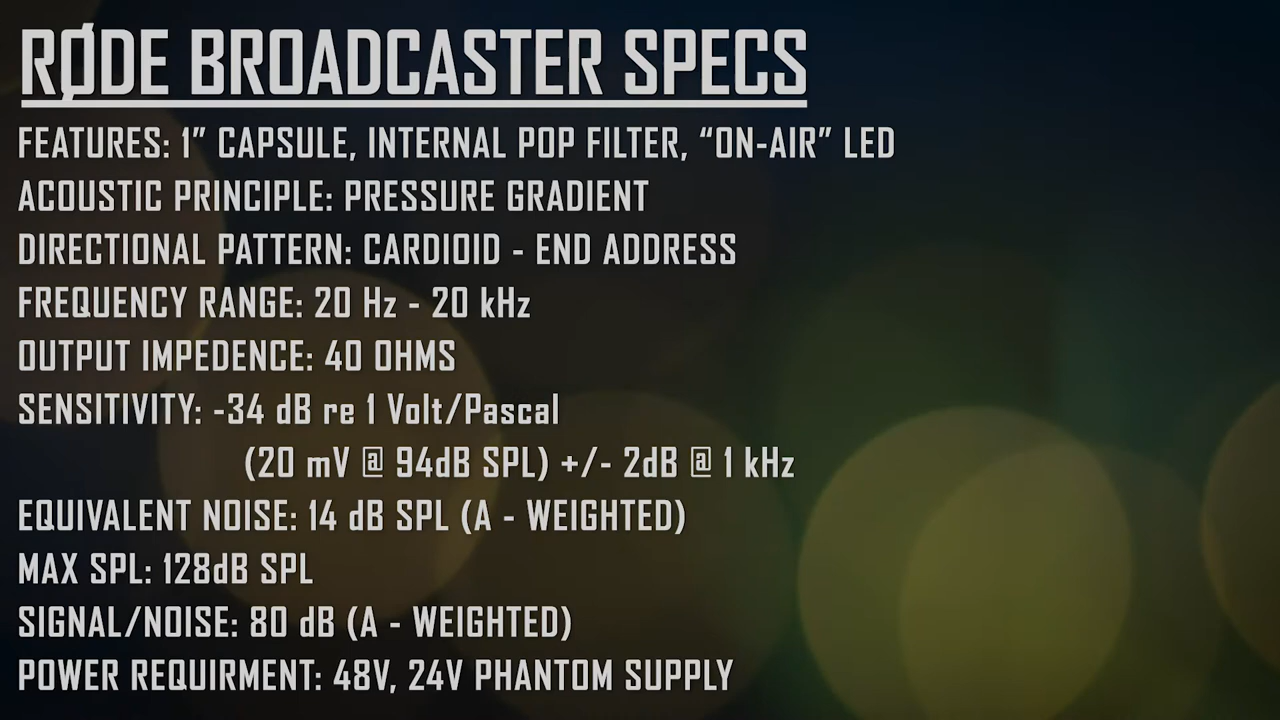 RØDE BROADCASTER SPECS
FEATURES: 1” CAPSULE, INTERNAL POP FILTER, “ON-AIR” LED
ACOUSTIC PRINCIPLE: PRESSURE GRADIENT
DIRECTIONAL PATTERN: CARDIOID - END ADDRESS
FREQUENCY RANGE: 20 Hz - 20 kHz
OUTPUT IMPEDENCE: 40 OHMS
SENSITIVITY: -34 dB re 1 Volt/Pascal
(20 mV @ 94dB SPL) +/- 2dB @ 1 kHz
EQUIVALENT NOISE: 14 dB SPL (A - WEIGHTED)
MAX SPL: 128dB SPL
SIGNAL/NOISE: 80 dB (A - WEIGHTED)
POWER REQUIRMENT: 48V, 24V PHANTOM SUPPLY